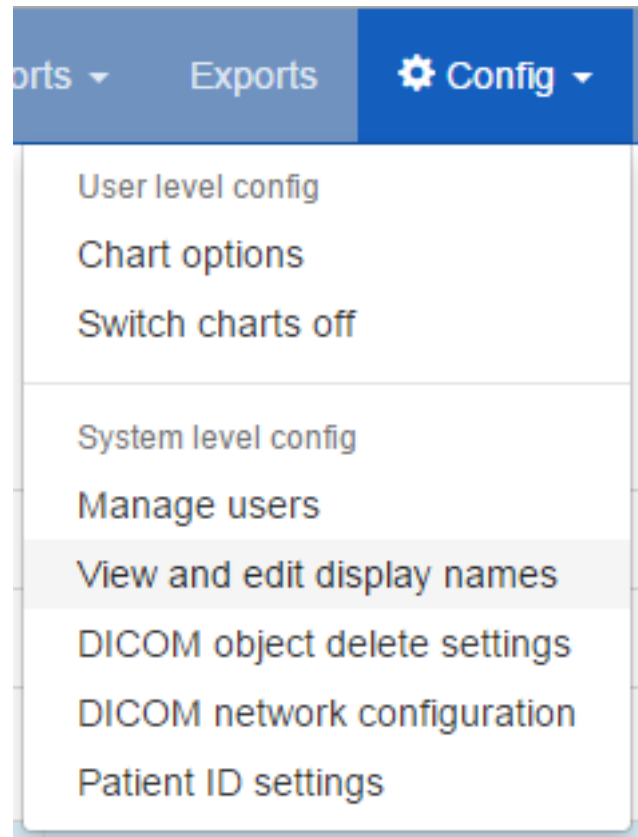 orts Exports Config
User level config
Chart options
Switch charts off
System level config
Manage users
View and edit display names
DICOM object delete settings
DICOM network configuration
Patient ID settings